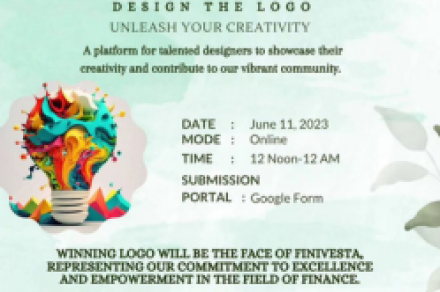 DESIGN THE LOGO
UNLEASH YOUR CREATIVITY
A platform for talented designers to showcase their
creativity and contribute to our vibrant community.
DATE : June 11, 2023
MODE : Online
TIME : 12 Noon-12 AM
SUBMISSION
PORTAL : Google Form
WINNING LOGO WILL BE THE FACE OF FINIVESTA,
REPRESENTING OUR COMMITMENT TO EXCELLENCE
AND EMPOWERMENT IN THE FIELD OF FINANCE.